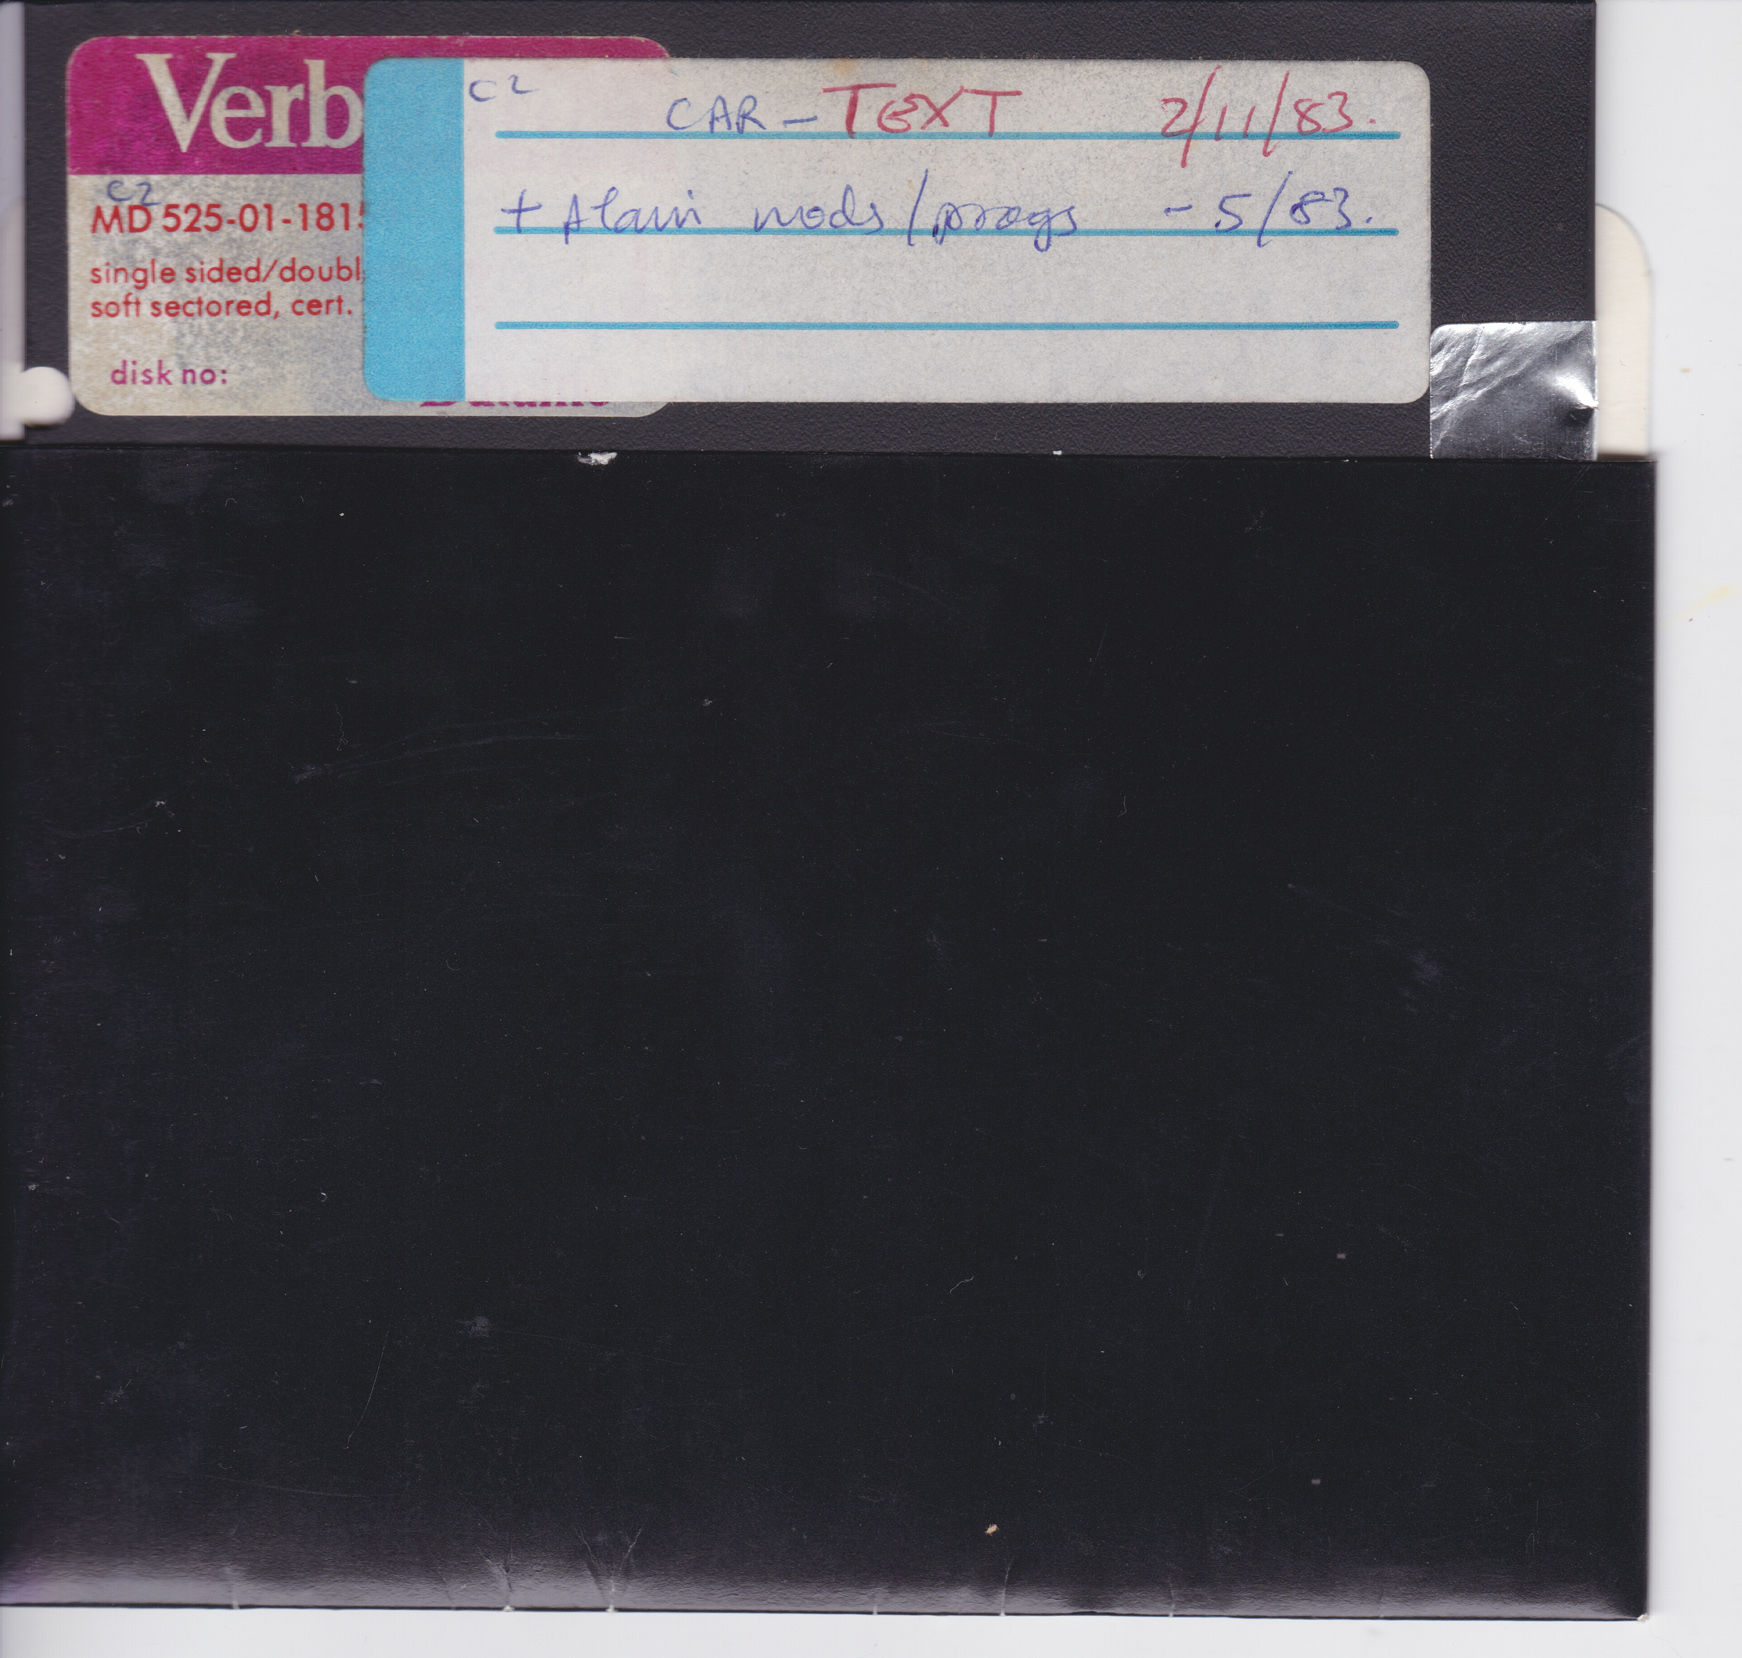 Verb
C2
MD 525-01-181
single sided/doubl
soft sectored, cert.
disk no:
C2
CAR-TEXT 2/11/83.
+ Alain mods/progs - 5/83.